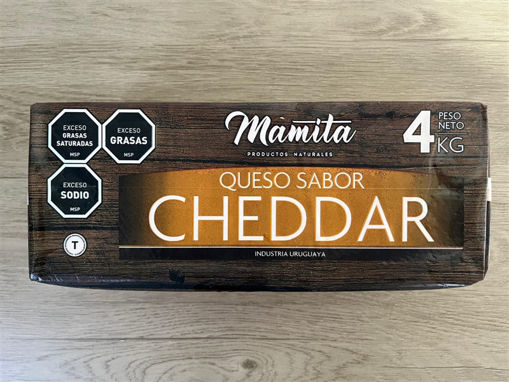 EXCESO
GRASAS
SATURADAS
MSP
EXCESO
GRASAS
MSP
EXCESO
SODIO
MSP
T
Mamita
PRODUCTOS NATURALES
4
PESO
NETO
KG
QUESO SABOR
CHEDDAR
INDUSTRIA URUGUAYA